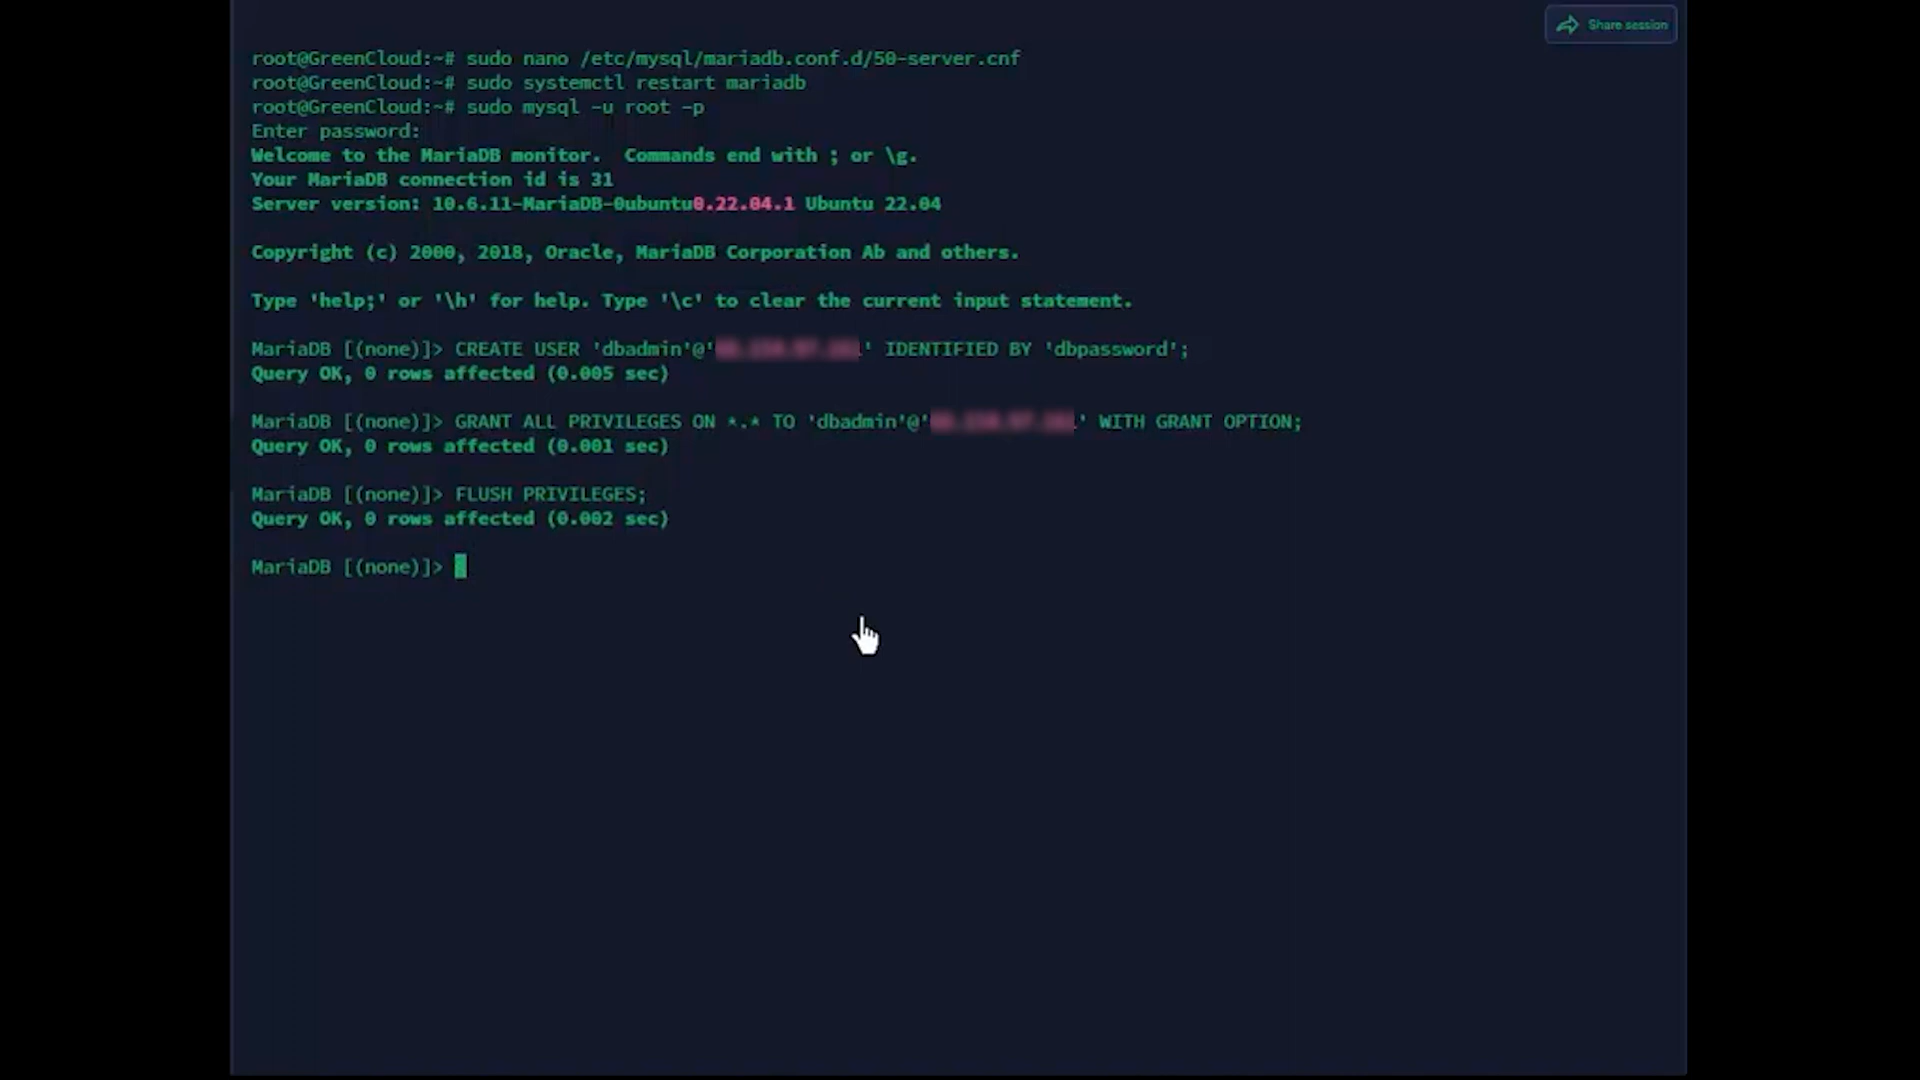 Share session
root@GreenCloud:~# sudo nano /etc/mysql/mariadb.conf.d/50-server.cnf
root@GreenCloud:~# sudo systemctl restart mariadb
root@GreenCloud:~# sudo mysql -u root -p
Enter password:
Welcome to the MariaDB monitor.  Commands end with ; or \g.
Your MariaDB connection id is 31
Server version: 10.6.11-MariaDB-0ubuntu0.22.04.1 Ubuntu 22.04
Copyright (c) 2000, 2018, Oracle, MariaDB Corporation Ab and others.
Type 'help;' or '\h' for help. Type '\c' to clear the current input statement.
MariaDB [(none)]> CREATE USER 'dbadmin'@' ' IDENTIFIED BY 'dbpassword';
Query OK, 0 rows affected (0.005 sec)
MariaDB [(none)]> GRANT ALL PRIVILEGES ON *.* TO 'dbadmin'@' ' WITH GRANT OPTION;
Query OK, 0 rows affected (0.001 sec)
MariaDB [(none)]> FLUSH PRIVILEGES;
Query OK, 0 rows affected (0.002 sec)
MariaDB [(none)]>